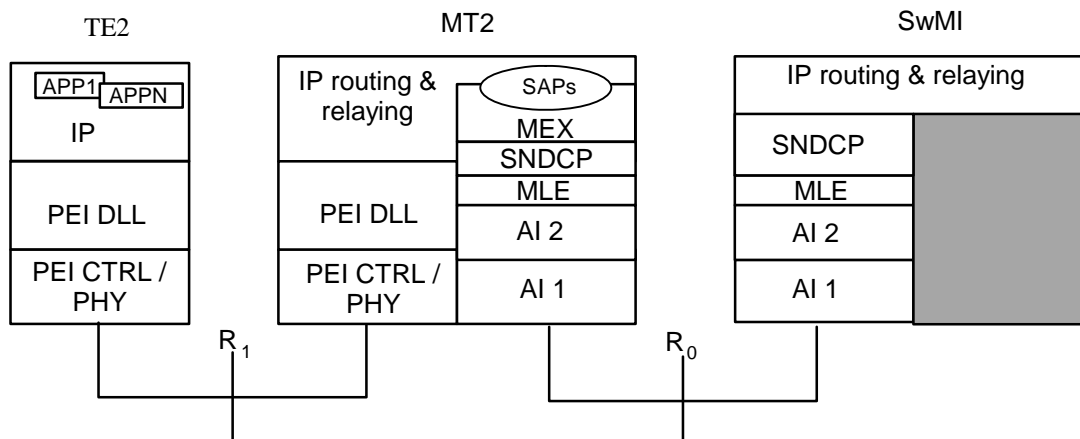 TE2
APP1
APPN
IP
PEI DLL
PEI CTRL /
PHY
MT2
IP routing &
relaying
SAPs
MEX
SNDCP
MLE
AI 2
AI 1
PEI DLL
PEI CTRL /
PHY
SwMI
IP routing & relaying
SNDCP
MLE
AI 2
AI 1
R1
R0